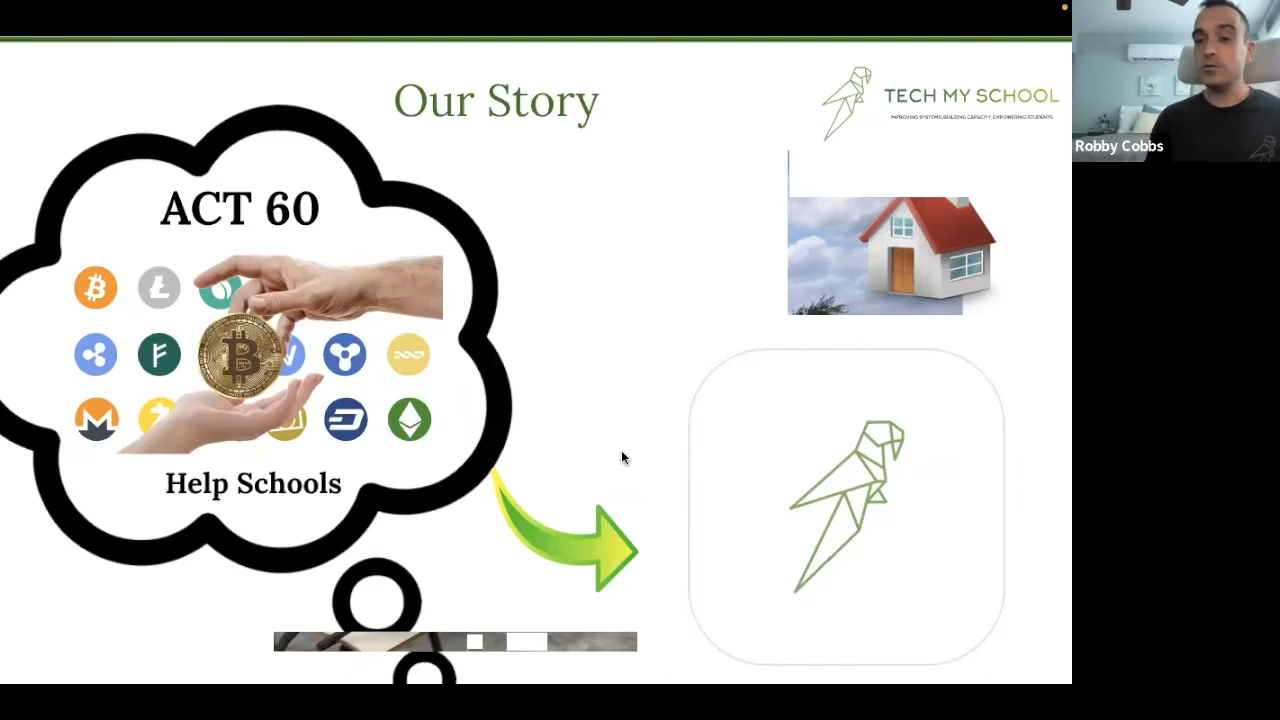 Our Story
TECH MY SCHOOL
IMPROVING SYSTEMS, BUILDING CAPACITY, EMPOWERING STUDENTS
Robby Cobbs
ACT 60
Help Schools